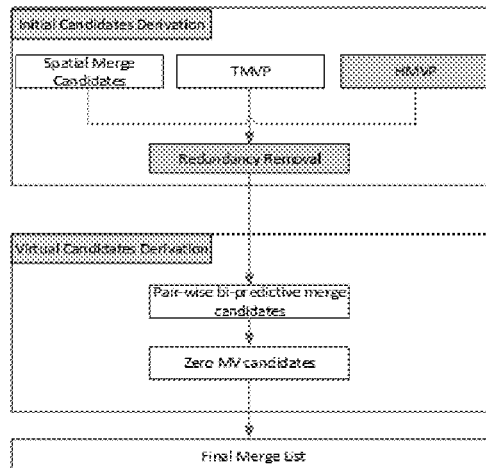 Initial Candidates Derivation
Spatial Merge
Candidates
TMVP
HMVP
Redundancy Removal
Virtual Candidates Derivation
Pair-wise bi-predictive merge
candidates
Zero MV candidates
Final Merge List